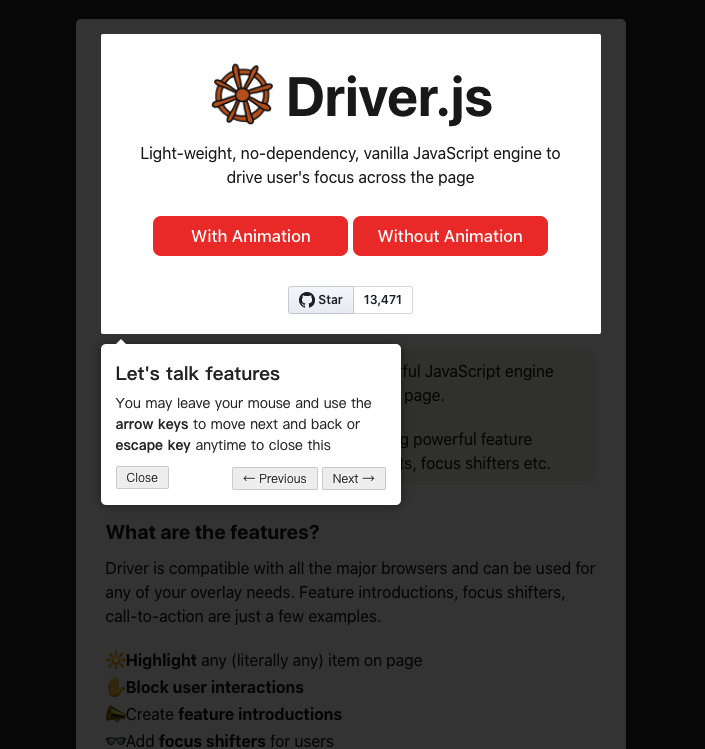 Driver.js
Light-weight, no-dependency, vanilla JavaScript engine to
drive user's focus across the page
With Animation
Without Animation
Star
13,471
Let's talk features
You may leave your mouse and use the
arrow keys to move next and back or
escape key anytime to close this
Close
← Previous
Next →
JavaScript engine
page.
powerful feature
focus shifters etc.
What are the features?
Driver is compatible with all the major browsers and can be used for
any of your overlay needs. Feature introductions, focus shifters,
call-to-action are just a few examples.
🔆Highlight any (literally any) item on page
✋Block user interactions
📣Create feature introductions
👓Add focus shifters for users